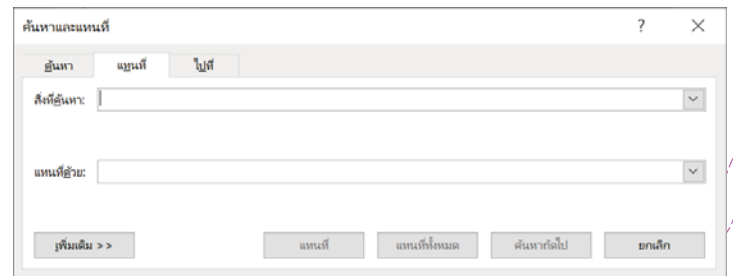 ค้นหาและแทนที่ ?
ค้นหา แทนที่ ไปที่
สิ่งที่ค้นหา:
แทนที่ด้วย:
เพิ่มเติม >> แทนที่ แทนที่ทั้งหมด ค้นหาถัดไป ยกเลิก